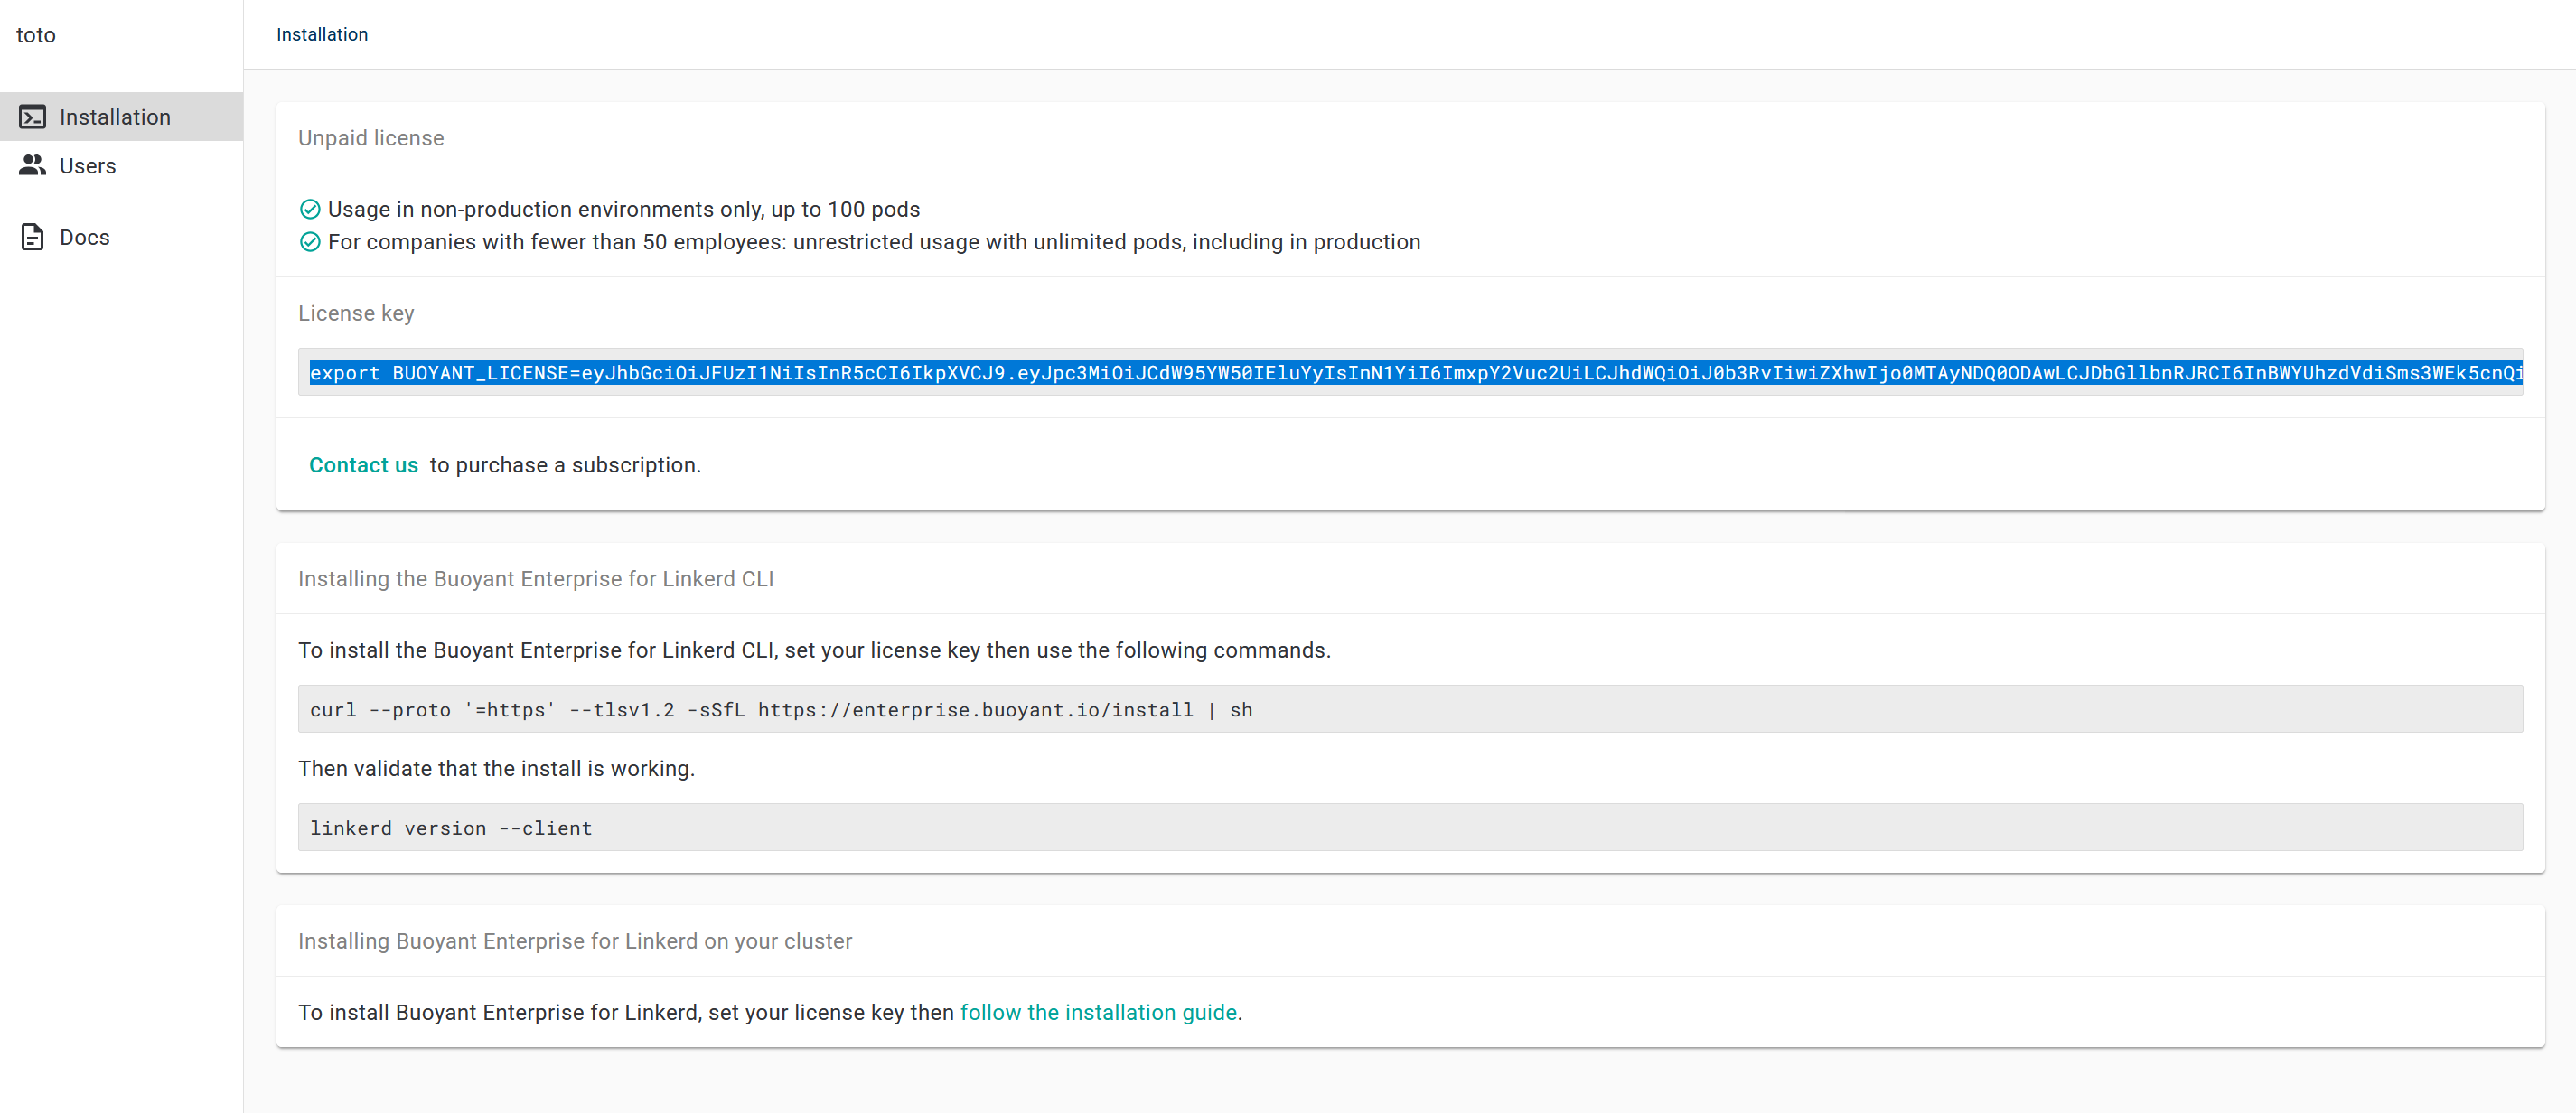 toto
Installation
Installation
Users
Docs
Unpaid license
Usage in non-production environments only, up to 100 pods
For companies with fewer than 50 employees: unrestricted usage with unlimited pods, including in production
License key
export BUOYANT_LICENSE=eyJhbGciOiJFUzI1NiIsInR5cCI6IkpXVCJ9.eyJpc3MiOiJCdW95YW50IEluYyIsInN1YiI6ImxpY2Vuc2UiLCJhdWQiOiJ0b3RvIiwiZXhwIjo0MTAyNDQ0ODAwLCJDbGllbnRJRCI6InBWYUhzdVdiSms3WEk5cnQi
Contact us to purchase a subscription.
Installing the Buoyant Enterprise for Linkerd CLI
To install the Buoyant Enterprise for Linkerd CLI, set your license key then use the following commands.
curl --proto '=https' --tlsv1.2 -sSfL https://enterprise.buoyant.io/install | sh
Then validate that the install is working.
linkerd version --client
Installing Buoyant Enterprise for Linkerd on your cluster
To install Buoyant Enterprise for Linkerd, set your license key then follow the installation guide.